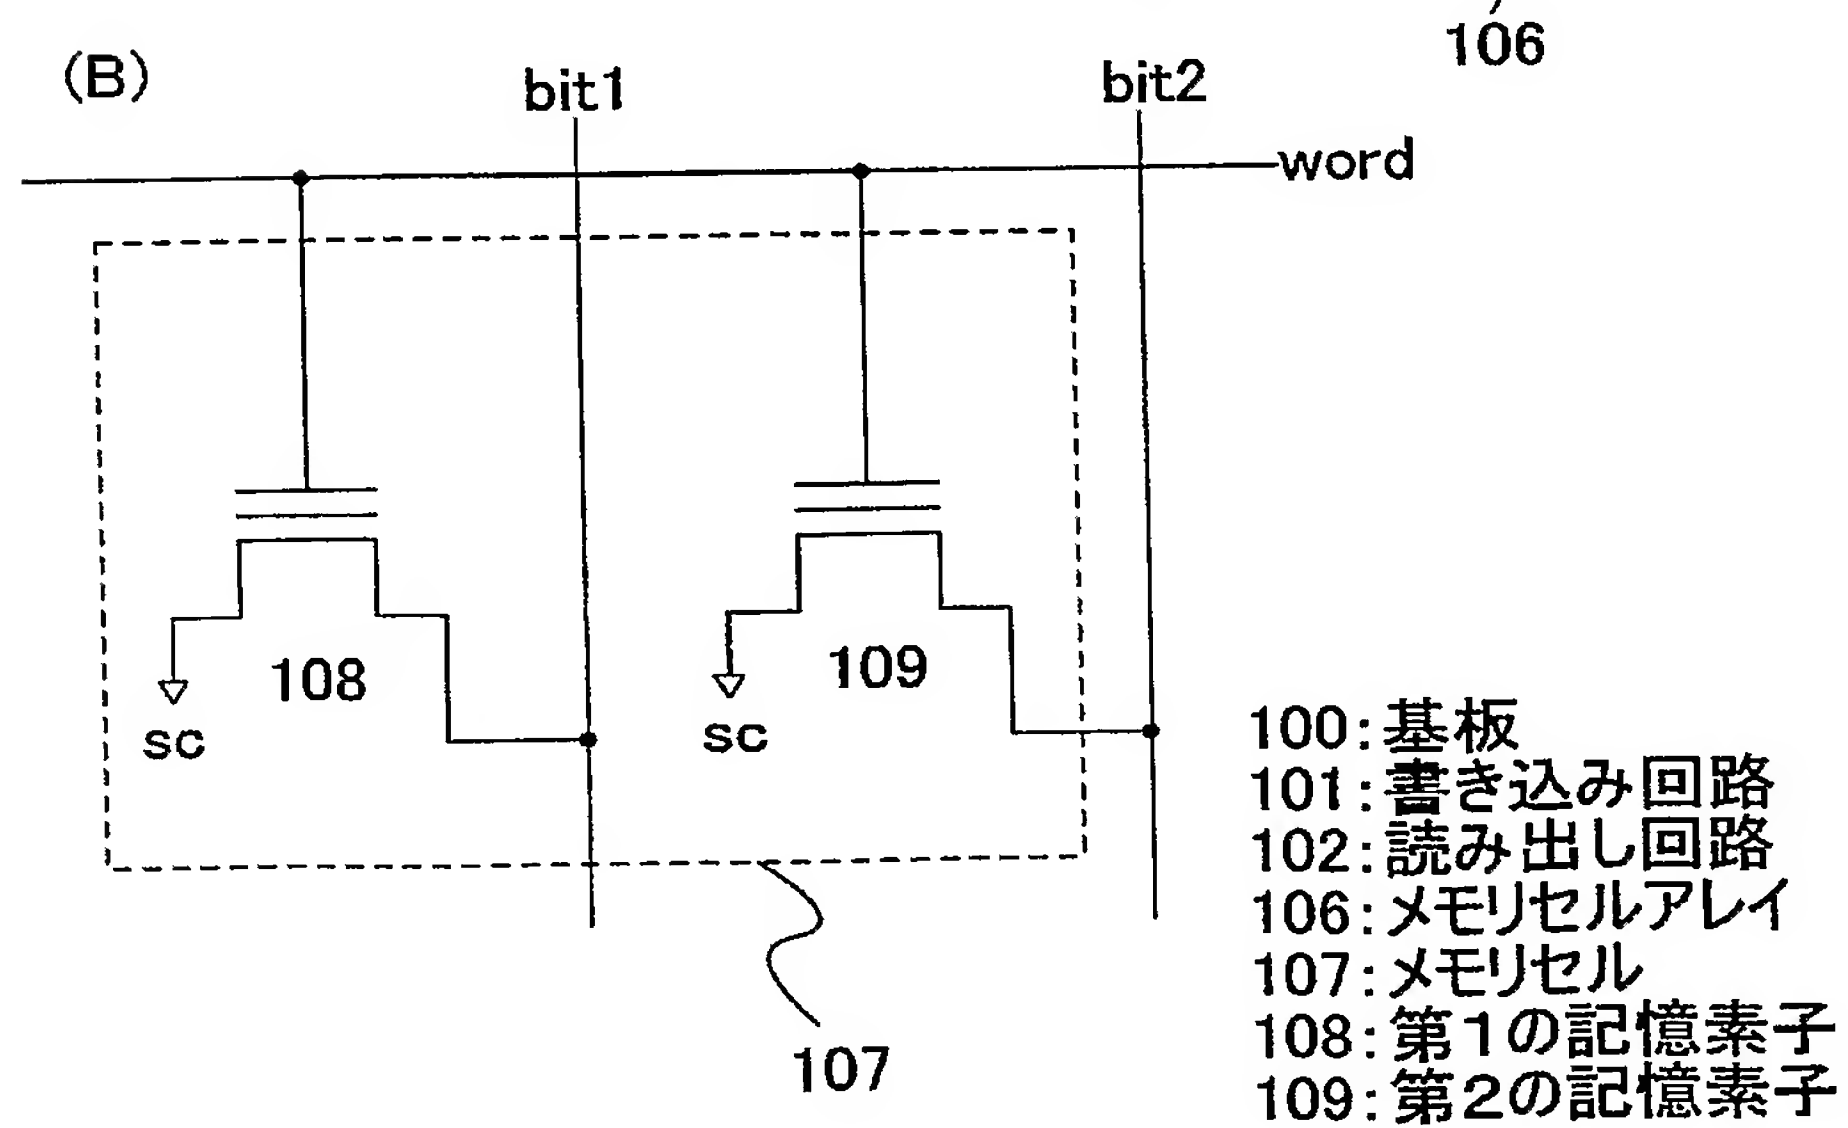 106
(B)
bit1
bit2
word
108
109
sc
sc
107
100:基板
101:書き込み回路
102:読み出し回路
106:メモリセルアレイ
107:メモリセル
108:第1の記憶素子
109:第2の記憶素子